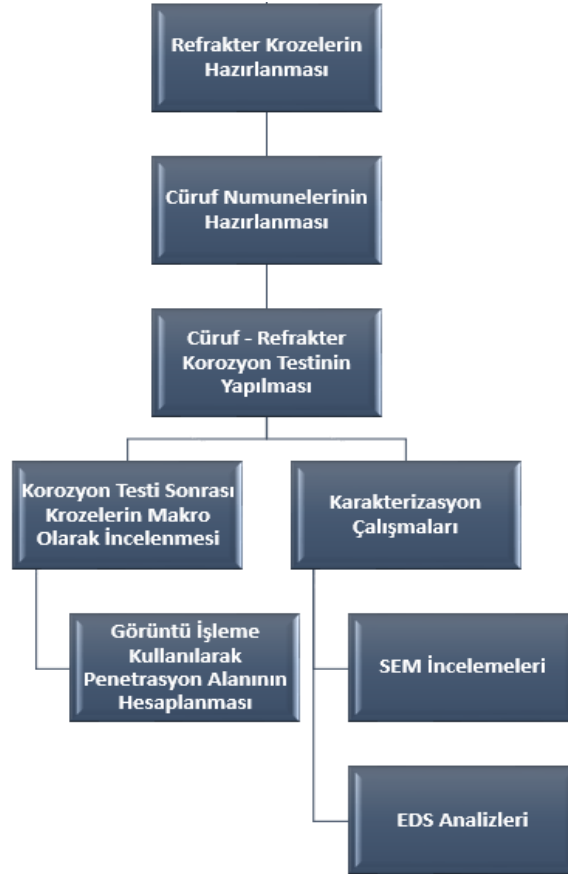 Refrakter Krozelerin
Hazırlanması
Cüruf Numunelerinin
Hazırlanması
Cüruf - Refrakter
Korozyon Testinin
Yapılması
Korozyon Testi Sonrası
Krozelerin Makro
Olarak İncelenmesi
Karakterizasyon
Çalışmaları
Görüntü İşleme
Kullanılarak
Penetrasyon Alanının
Hesaplanması
SEM İncelemeleri
EDS Analizleri